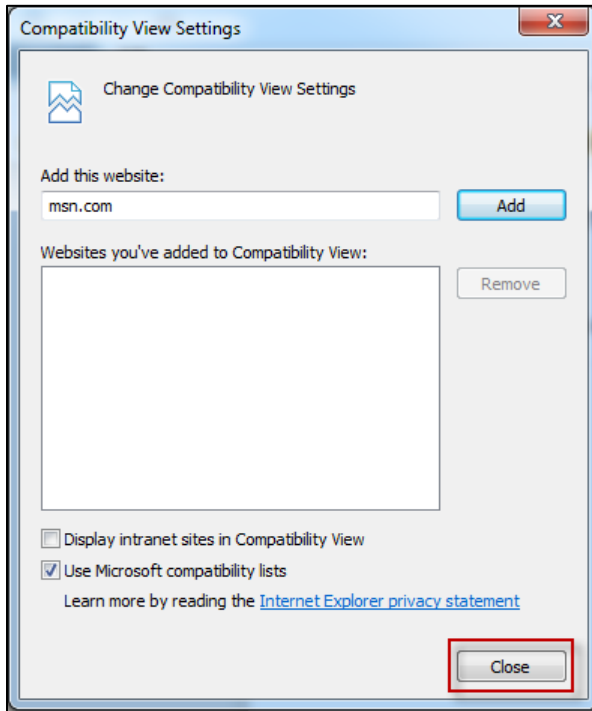 Compatibility View Settings
Change Compatibility View Settings
Add this website:
msn.com
Add
Websites you've added to Compatibility View:
Remove
Display intranet sites in Compatibility View
Use Microsoft compatibility lists
Learn more by reading the Internet Explorer privacy statement
Close